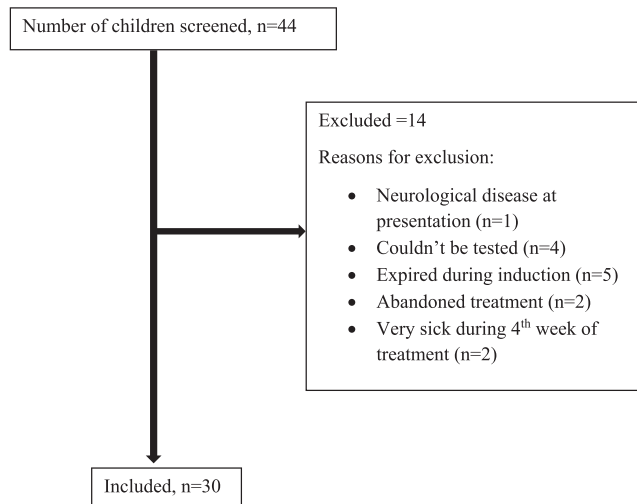 Number of children screened, n=44
Excluded =14
Reasons for exclusion:
• Neurological disease at
presentation (n=1)
• Couldn’t be tested (n=4)
• Expired during induction (n=5)
• Abandoned treatment (n=2)
• Very sick during 4th week of
treatment (n=2)
Included, n=30